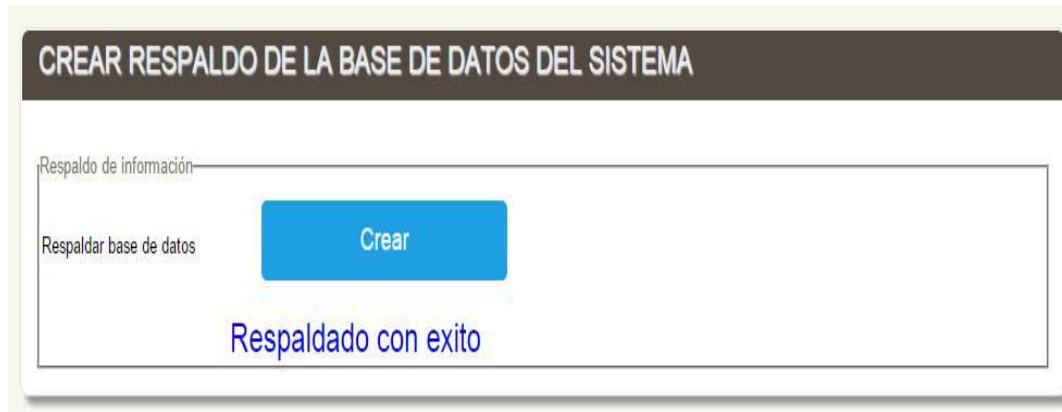 CREAR RESPALDO DE LA BASE DE DATOS DEL SISTEMA
Respaldo de información
Respaldar base de datos
Crear
Respaldado con exito